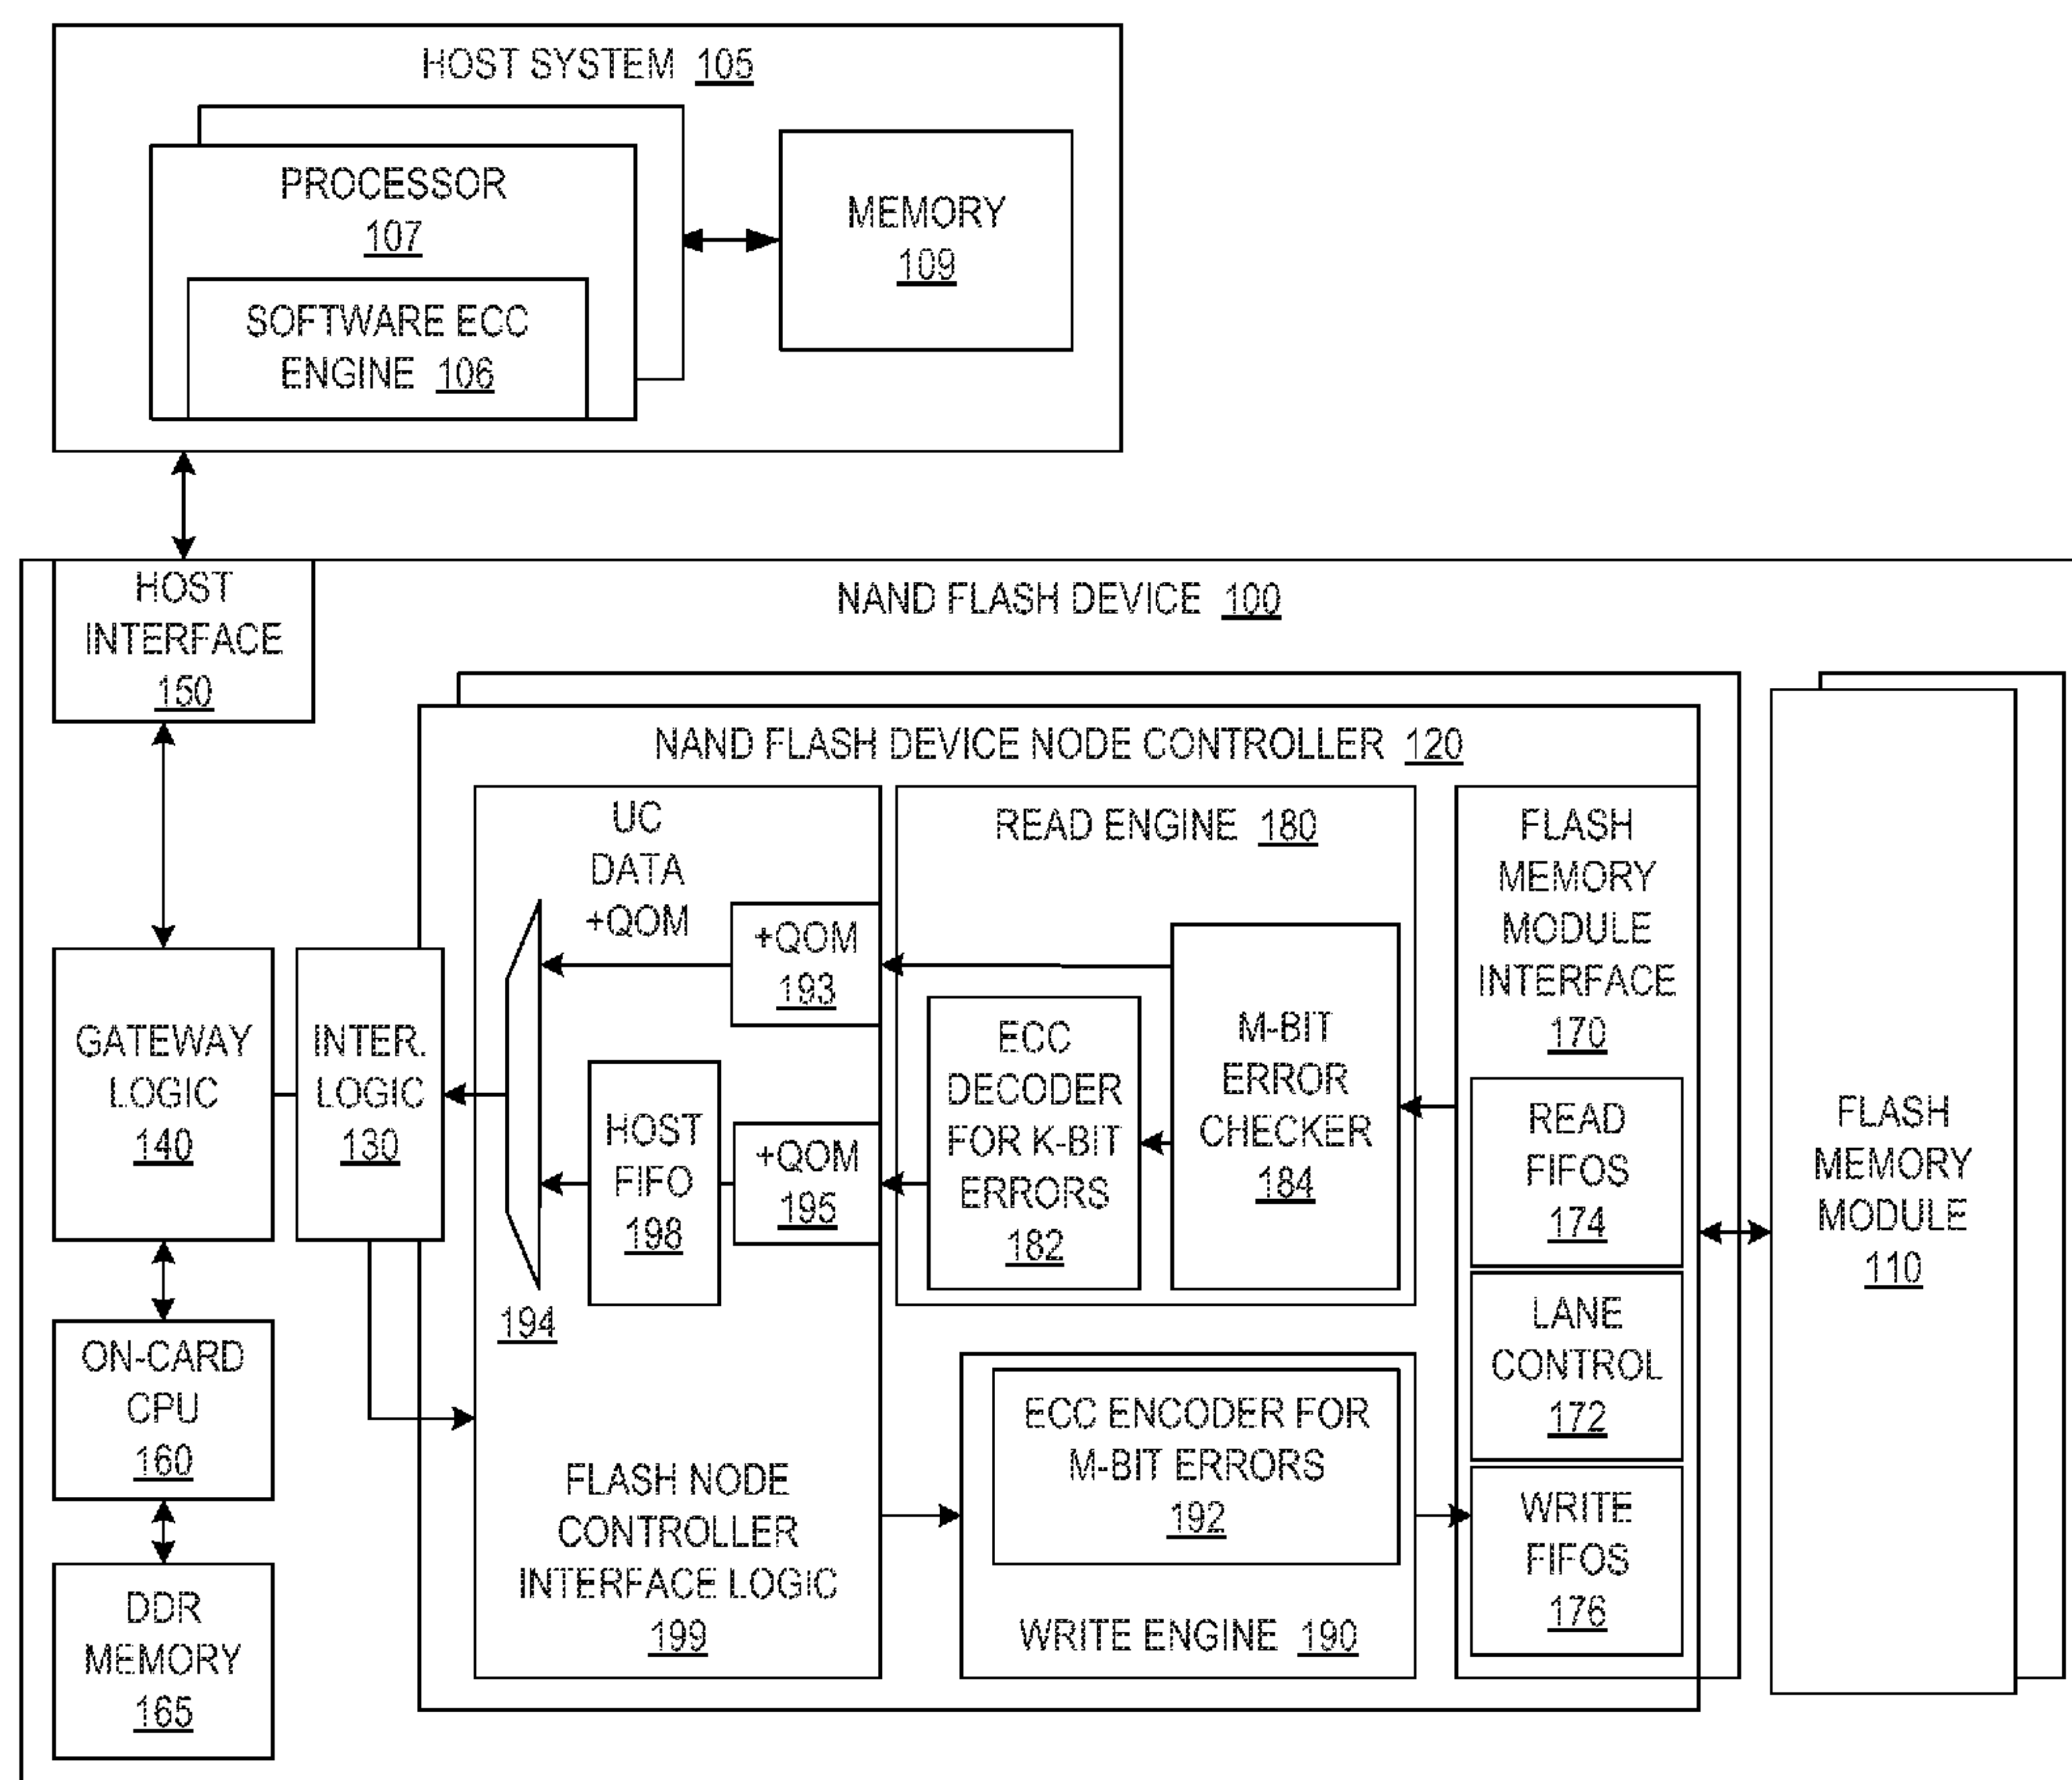 HOST SYSTEM 105
PROCESSOR
107
SOFTWARE ECC
ENGINE 106
MEMORY
109
HOST
INTERFACE
150
NAND FLASH DEVICE 100
NAND FLASH DEVICE NODE CONTROLLER 120
UC
DATA
+QOM
+QOM
193
HOST
FIFO
198
+QOM
195
194
FLASH NODE
CONTROLLER
INTERFACE LOGIC
199
READ ENGINE 180
ECC
DECODER
FOR K-BIT
ERRORS
182
M-BIT
ERROR
CHECKER
184
ECC ENCODER FOR
M-BIT ERRORS
192
WRITE ENGINE 190
FLASH
MEMORY
MODULE
INTERFACE
170
READ
FIFOS
174
LANE
CONTROL
172
WRITE
FIFOS
176
FLASH
MEMORY
MODULE
110
GATEWAY
LOGIC
140
INTER.
LOGIC
130
ON-CARD
CPU
160
DDR
MEMORY
165